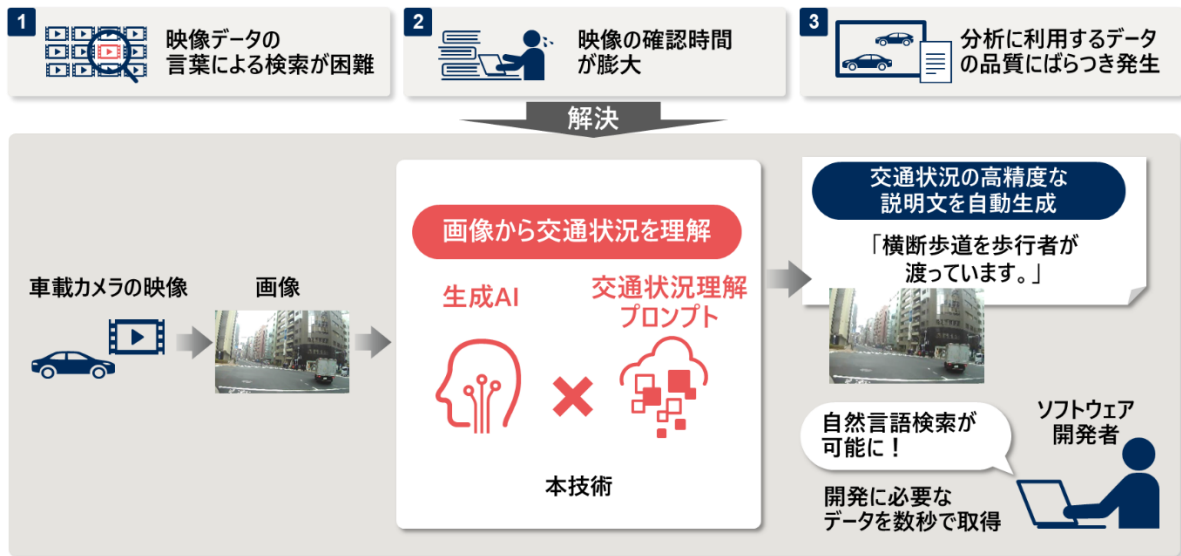 1
映像データの
言葉による検索が困難
2
映像の確認時間
が膨大
3
分析に利用するデータ
の品質にばらつき発生
解決
車載カメラの映像
画像
画像から交通状況を理解
生成AI
交通状況理解
プロンプト
本技術
交通状況の高精度な
説明文を自動生成
「横断歩道を歩行者が
渡っています。」
自然言語検索が
可能に！
ソフトウェア
開発者
開発に必要な
データを数秒で取得